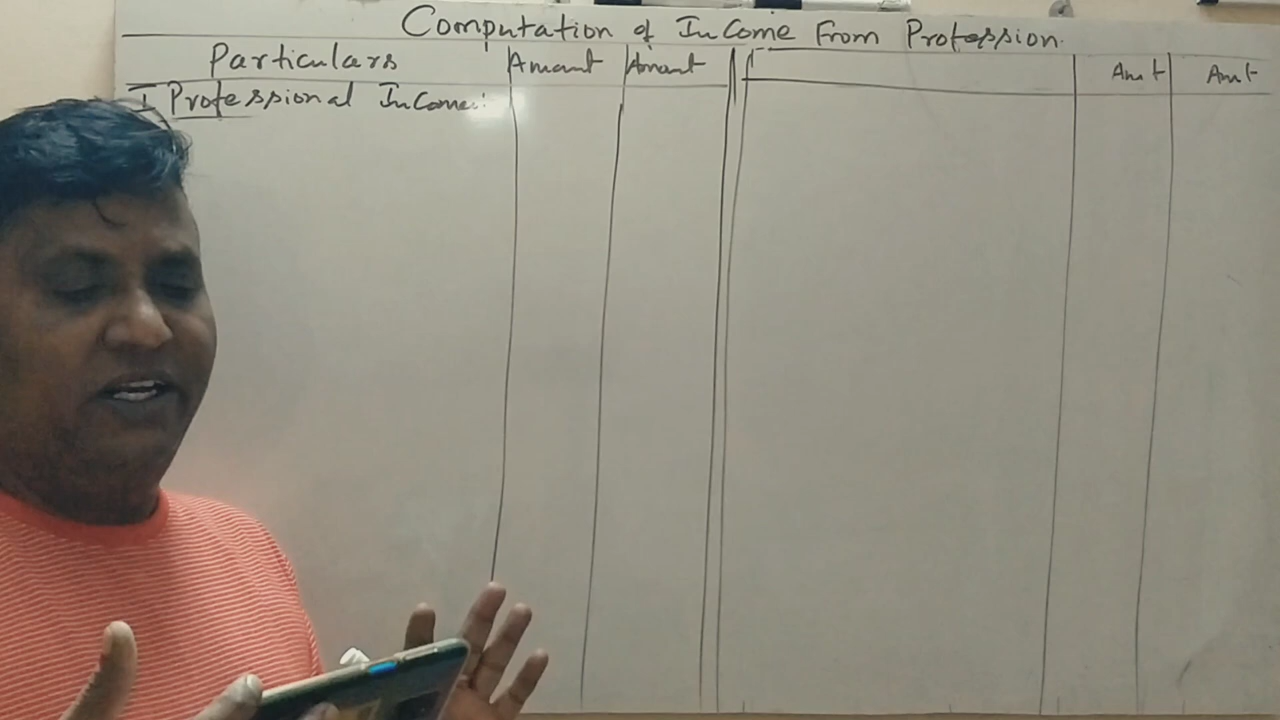 Computation of Income From Profession.
Particulars Amount Amount Amt Amt
I Professional Income: